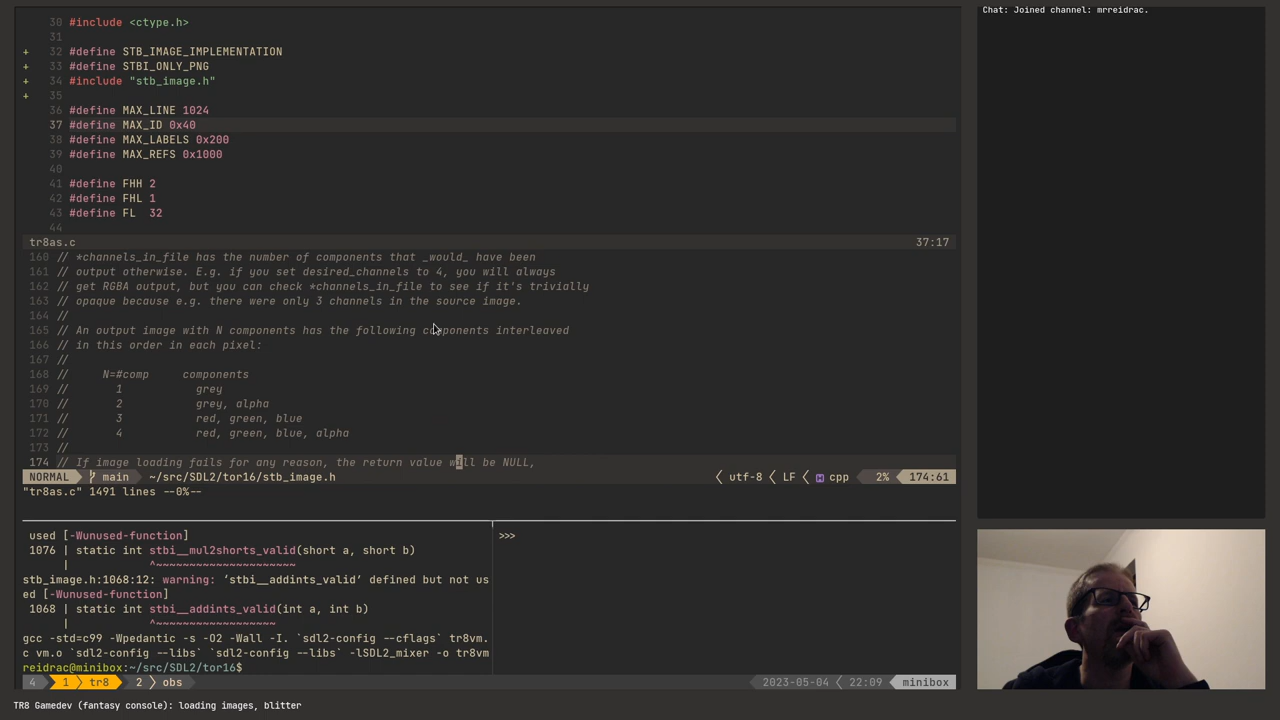 30 #include <ctype.h>
31
+ 32 #define STB_IMAGE_IMPLEMENTATION
+ 33 #define STBI_ONLY_PNG
+ 34 #include "stb_image.h"
+ 35
36 #define MAX_LINE 1024
37 #define MAX_ID 0x40
38 #define MAX_LABELS 0x200
39 #define MAX_REFS 0x1000
40
41 #define FHH 2
42 #define FHL 1
43 #define FL  32
44
tr8as.c 37:17
160 // *channels_in_file has the number of components that _would_ have been
161 // output otherwise. E.g. if you set desired_channels to 4, you will always
162 // get RGBA output, but you can check *channels_in_file to see if it's trivially
163 // opaque because e.g. there were only 3 channels in the source image.
164 //
165 // An output image with N components has the following components interleaved
166 // in this order in each pixel:
167 //
168 //     N=#comp     components
169 //       1           grey
170 //       2           grey, alpha
171 //       3           red, green, blue
172 //       4           red, green, blue, alpha
173 //
174 // If image loading fails for any reason, the return value will be NULL,
NORMAL main ~/src/SDL2/tor16/stb_image.h utf-8 LF cpp 2% 174:61
"tr8as.c" 1491 lines --0%--
used [-Wunused-function]
1076 | static int stbi__mul2shorts_valid(short a, short b)
|            ^~~~~~~~~~~~~~~~~~~~~~
stb_image.h:1068:12: warning: ‘stbi__addints_valid’ defined but not us
ed [-Wunused-function]
1068 | static int stbi__addints_valid(int a, int b)
|            ^~~~~~~~~~~~~~~~~~~
gcc -std=c99 -Wpedantic -s -O2 -Wall -I. `sdl2-config --cflags` tr8vm.
c vm.o `sdl2-config --libs` `sdl2-config --libs` -lSDL2_mixer -o tr8vm
reidrac@minibox:~/src/SDL2/tor16$
>>>
4 1 tr8 2 obs 2023-05-04 22:09 minibox
Chat: Joined channel: mrreidrac.
TR8 Gamedev (fantasy console): loading images, blitter